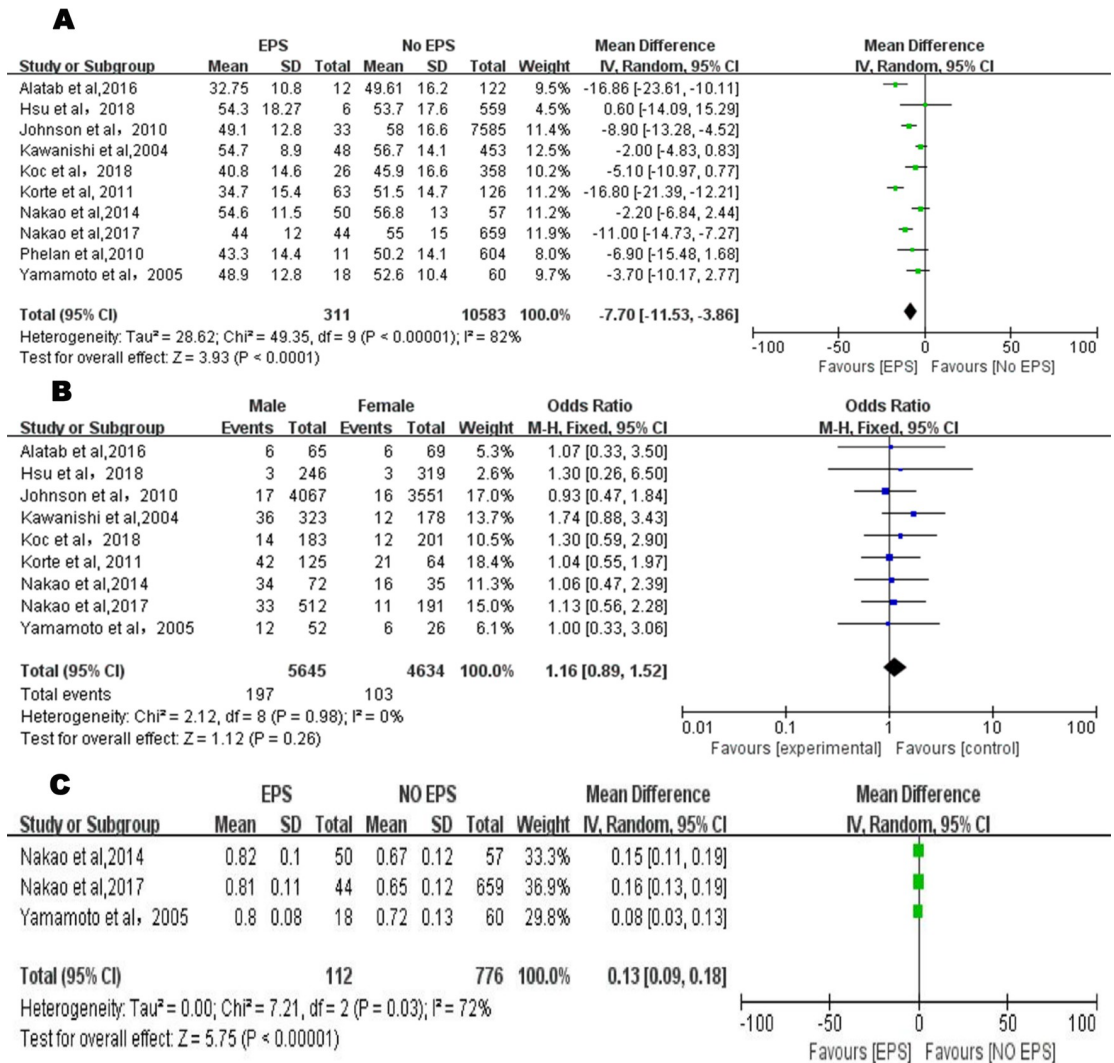 A
EPS No EPS Mean Difference Mean Difference
Study or Subgroup Mean SD Total Mean SD Total Weight IV, Random, 95% CI IV, Random, 95% CI
Alatab et al,2016 32.75 10.8 12 49.61 16.2 122 9.5% -16.86 [-23.61, -10.11]
Hsu et al，2018 54.3 18.27 6 53.7 17.6 559 4.5% 0.60 [-14.09, 15.29]
Johnson et al，2010 49.1 12.8 33 58 16.6 7585 11.4% -8.90 [-13.28, -4.52]
Kawanishi et al,2004 54.7 8.9 48 56.7 14.1 453 12.5% -2.00 [-4.83, 0.83]
Koc et al，2018 40.8 14.6 26 45.9 16.6 358 10.2% -5.10 [-10.97, 0.77]
Korte et al, 2011 34.7 15.4 63 51.5 14.7 126 11.2% -16.80 [-21.39, -12.21]
Nakao et al,2014 54.6 11.5 50 56.8 13 57 11.2% -2.20 [-6.84, 2.44]
Nakao et al,2017 44 12 44 55 15 659 11.9% -11.00 [-14.73, -7.27]
Phelan et al,2010 43.3 14.4 11 50.2 14.1 604 8.0% -6.90 [-15.48, 1.68]
Yamamoto et al，2005 48.9 12.8 18 52.6 10.4 60 9.7% -3.70 [-10.17, 2.77]
Total (95% CI) 311 10583 100.0% -7.70 [-11.53, -3.86]
Heterogeneity: Tau² = 28.62; Chi² = 49.35, df = 9 (P < 0.00001); I² = 82%
Test for overall effect: Z = 3.93 (P < 0.0001)
-100 -50 0 50 100
Favours [EPS] Favours [No EPS]
B
Male Female Odds Ratio Odds Ratio
Study or Subgroup Events Total Events Total Weight M-H, Fixed, 95% CI M-H, Fixed, 95% CI
Alatab et al,2016 6 65 6 69 5.3% 1.07 [0.33, 3.50]
Hsu et al，2018 3 246 3 319 2.6% 1.30 [0.26, 6.50]
Johnson et al，2010 17 4067 16 3551 17.0% 0.93 [0.47, 1.84]
Kawanishi et al,2004 36 323 12 178 13.7% 1.74 [0.88, 3.43]
Koc et al，2018 14 183 12 201 10.5% 1.30 [0.59, 2.90]
Korte et al, 2011 42 125 21 64 18.4% 1.04 [0.55, 1.97]
Nakao et al,2014 34 72 16 35 11.3% 1.06 [0.47, 2.39]
Nakao et al,2017 33 512 11 191 15.0% 1.13 [0.56, 2.28]
Yamamoto et al，2005 12 52 6 26 6.1% 1.00 [0.33, 3.06]
Total (95% CI) 5645 4634 100.0% 1.16 [0.89, 1.52]
Total events 197 103
Heterogeneity: Chi² = 2.12, df = 8 (P = 0.98); I² = 0%
Test for overall effect: Z = 1.12 (P = 0.26)
0.01 0.1 1 10 100
Favours [experimental] Favours [control]
C
EPS NO EPS Mean Difference Mean Difference
Study or Subgroup Mean SD Total Mean SD Total Weight IV, Random, 95% CI IV, Random, 95% CI
Nakao et al,2014 0.82 0.1 50 0.67 0.12 57 33.3% 0.15 [0.11, 0.19]
Nakao et al,2017 0.81 0.11 44 0.65 0.12 659 36.9% 0.16 [0.13, 0.19]
Yamamoto et al，2005 0.8 0.08 18 0.72 0.13 60 29.8% 0.08 [0.03, 0.13]
Total (95% CI) 112 776 100.0% 0.13 [0.09, 0.18]
Heterogeneity: Tau² = 0.00; Chi² = 7.21, df = 2 (P = 0.03); I² = 72%
Test for overall effect: Z = 5.75 (P < 0.00001)
-100 -50 0 50 100
Favours [EPS] Favours [NO EPS]